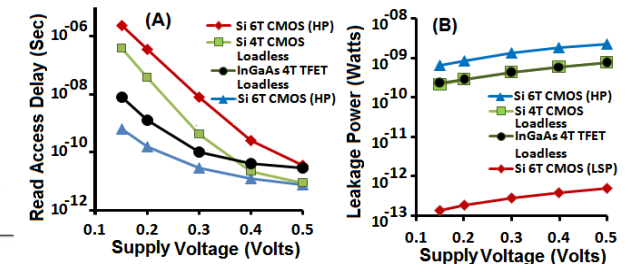 (A)
Si 6T CMOS (HP)
Si 4T CMOS
Loadless
InGaAs 4T TFET
Loadless
Si 6T CMOS (HP)
Read Access Delay (Sec)
10-06
10-08
10-10
10-12
0.1 0.2 0.3 0.4 0.5
Supply Voltage (Volts)
(B)
Si 6T CMOS (HP)
Si 4T CMOS
Loadless
InGaAs 4T TFET
Loadless
Si 6T CMOS (LSP)
Leakage Power (Watts)
10-08
10-09
10-10
10-11
10-12
10-13
0.1 0.2 0.3 0.4 0.5
Supply Voltage (Volts)